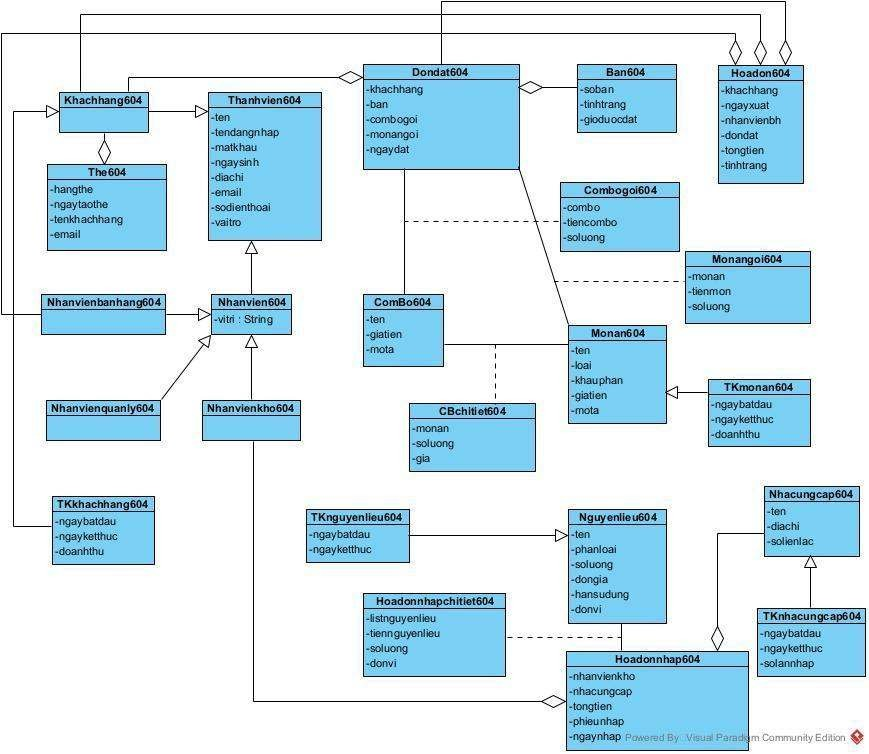 Khachhang604
Thanhvien604
-ten
-tendangnhap
-matkhau
-ngaysinh
-diachi
-email
-sodienthoai
-vaitro
Dondat604
-khachhang
-ban
-combogoi
-monangoi
-ngaydat
Ban604
-soban
-tinhtrang
-gioduocdat
Hoadon604
-khachhang
-ngayxuat
-nhanvienbh
-dondat
-tongtien
-tinhtrang
The604
-hangthe
-ngaytaothe
-tenkhachhang
-email
Combogoi604
-combo
-tiencombo
-soluong
Monangoi604
-monan
-tienmon
-soluong
Nhanvienbanhang604
Nhanvien604
-vitri : String
ComBo604
-ten
-giatien
-mota
Monan604
-ten
-loai
-khauphan
-giatien
-mota
TKmonan604
-ngaybatdau
-ngayketthuc
-doanhthu
Nhanvienquanly604
Nhanvienkho604
CBchitiet604
-monan
-soluong
-gia
TKkhachhang604
-ngaybatdau
-ngayketthuc
-doanhthu
TKnguyenlieu604
-ngaybatdau
-ngayketthuc
Nguyenlieu604
-ten
-phanloai
-soluong
-dongia
-hansudung
-donvi
Nhacungcap604
-ten
-diachi
-solienlac
Hoadonnhapchitiet604
-listnguyenlieu
-tiennguyenlieu
-soluong
-donvi
TKnhacungcap604
-ngaybatdau
-ngayketthuc
-solannhap
Hoadonnhap604
-nhanvienkho
-nhacungcap
-tongtien
-phieunhap
-ngaynhap
Powered By Visual Paradigm Community Edition